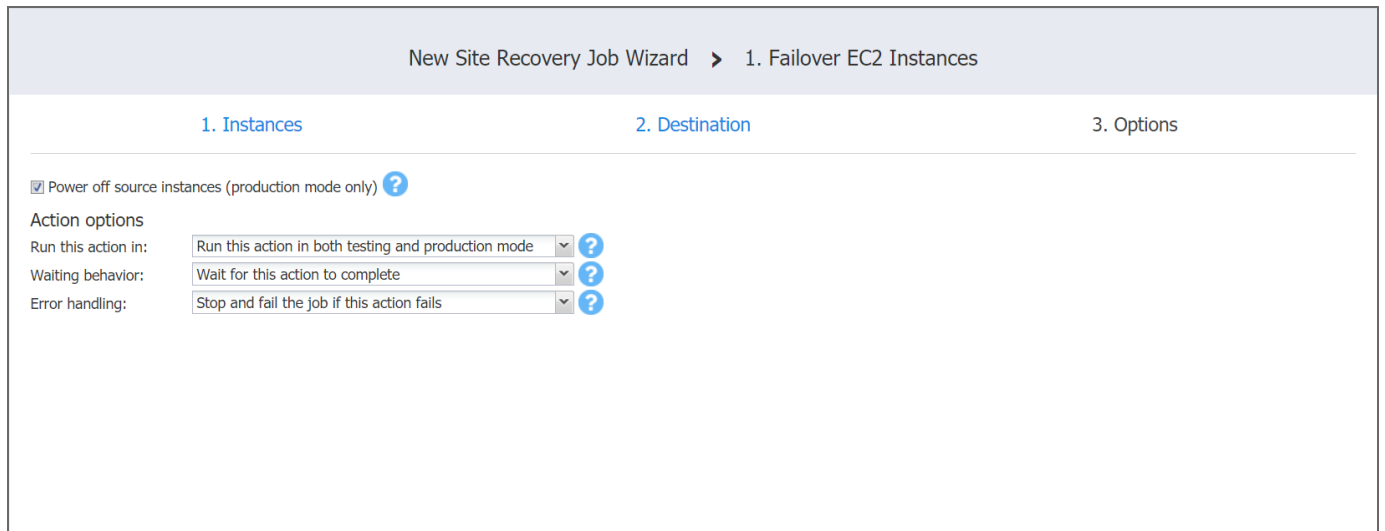 New Site Recovery Job Wizard > 1. Failover EC2 Instances
1. Instances 2. Destination 3. Options
Power off source instances (production mode only) ?
Action options
Run this action in: Run this action in both testing and production mode ?
Waiting behavior: Wait for this action to complete ?
Error handling: Stop and fail the job if this action fails ?